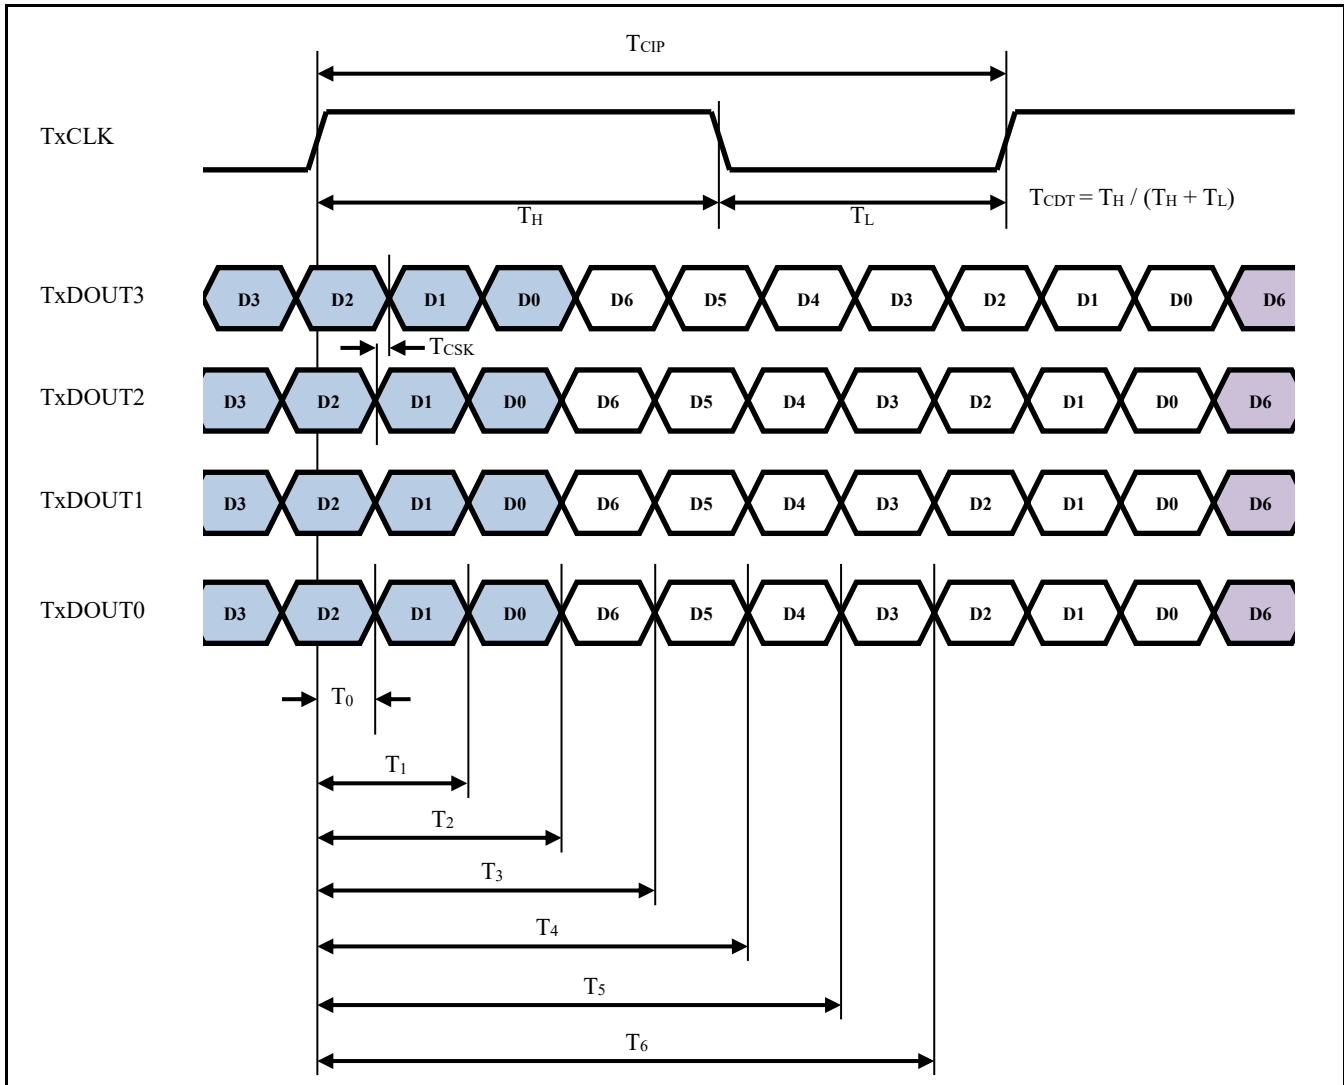 TCIP
TxCLK
TH
TL
TCDT = TH / (TH + TL)
TxDOUT3
D3 D2 D1 D0 D6 D5 D4 D3 D2 D1 D0 D6
TCSK
TxDOUT2
D3 D2 D1 D0 D6 D5 D4 D3 D2 D1 D0 D6
TxDOUT1
D3 D2 D1 D0 D6 D5 D4 D3 D2 D1 D0 D6
TxDOUT0
D3 D2 D1 D0 D6 D5 D4 D3 D2 D1 D0 D6
T0
T1
T2
T3
T4
T5
T6